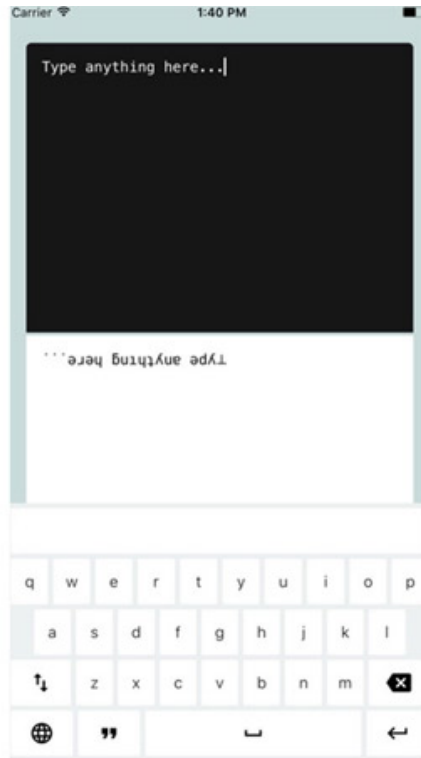 Carrier 1:40 PM
Type anything here...
Type anything here...
q w e r t y u i o p
a s d f g h j k l
z x c v b n m
”